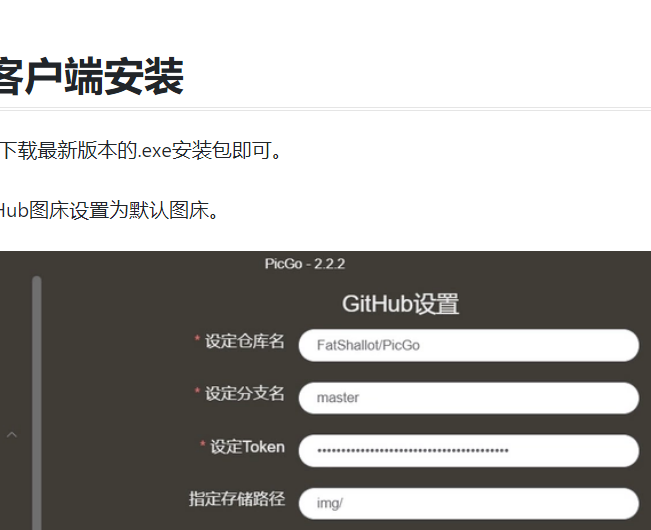 客户端安装
下载最新版本的.exe安装包即可。
Hub图床设置为默认图床。
PicGo - 2.2.2
GitHub设置
* 设定仓库名 FatShallot/PicGo
* 设定分支名 master
* 设定Token ••••••••••••••••••••••••••••••••••••••••
指定存储路径 img/